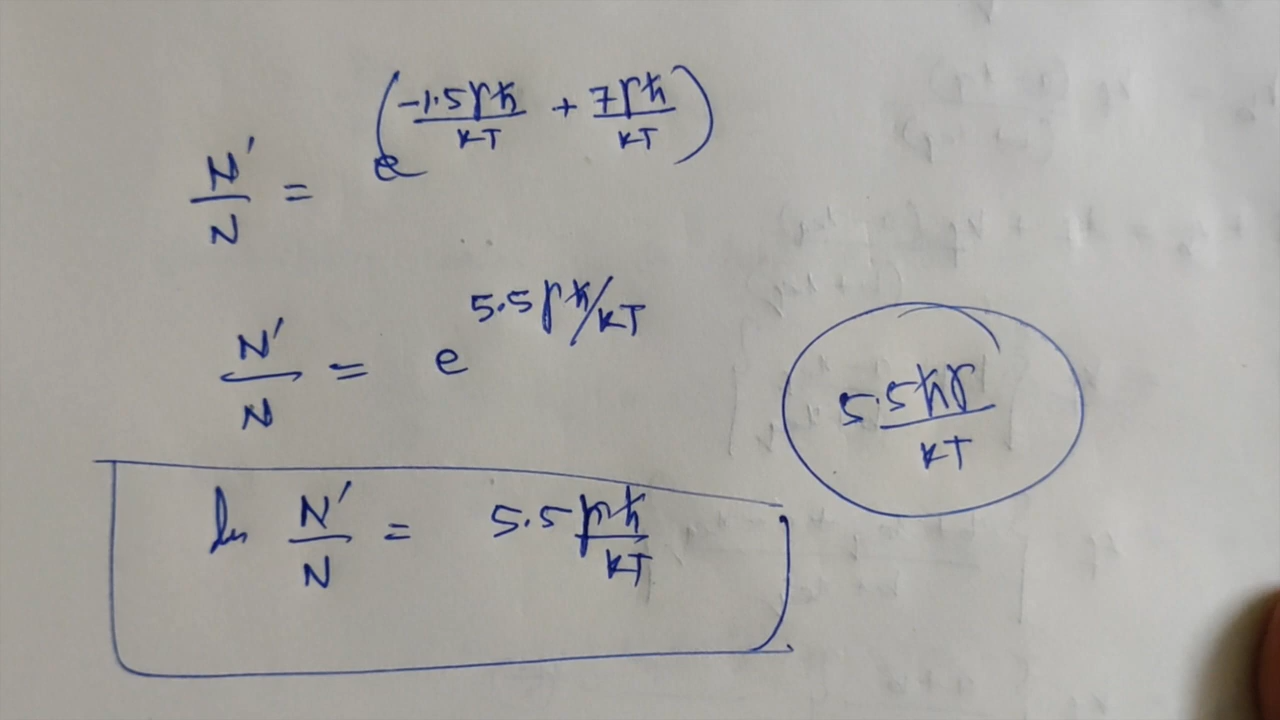 N'/N = e^(-1.5γħ/KT + 7γħ/KT)
N'/N = e^5.5γħ/KT
5.5ħγ/KT
ln N'/N = 5.5γħ/KT